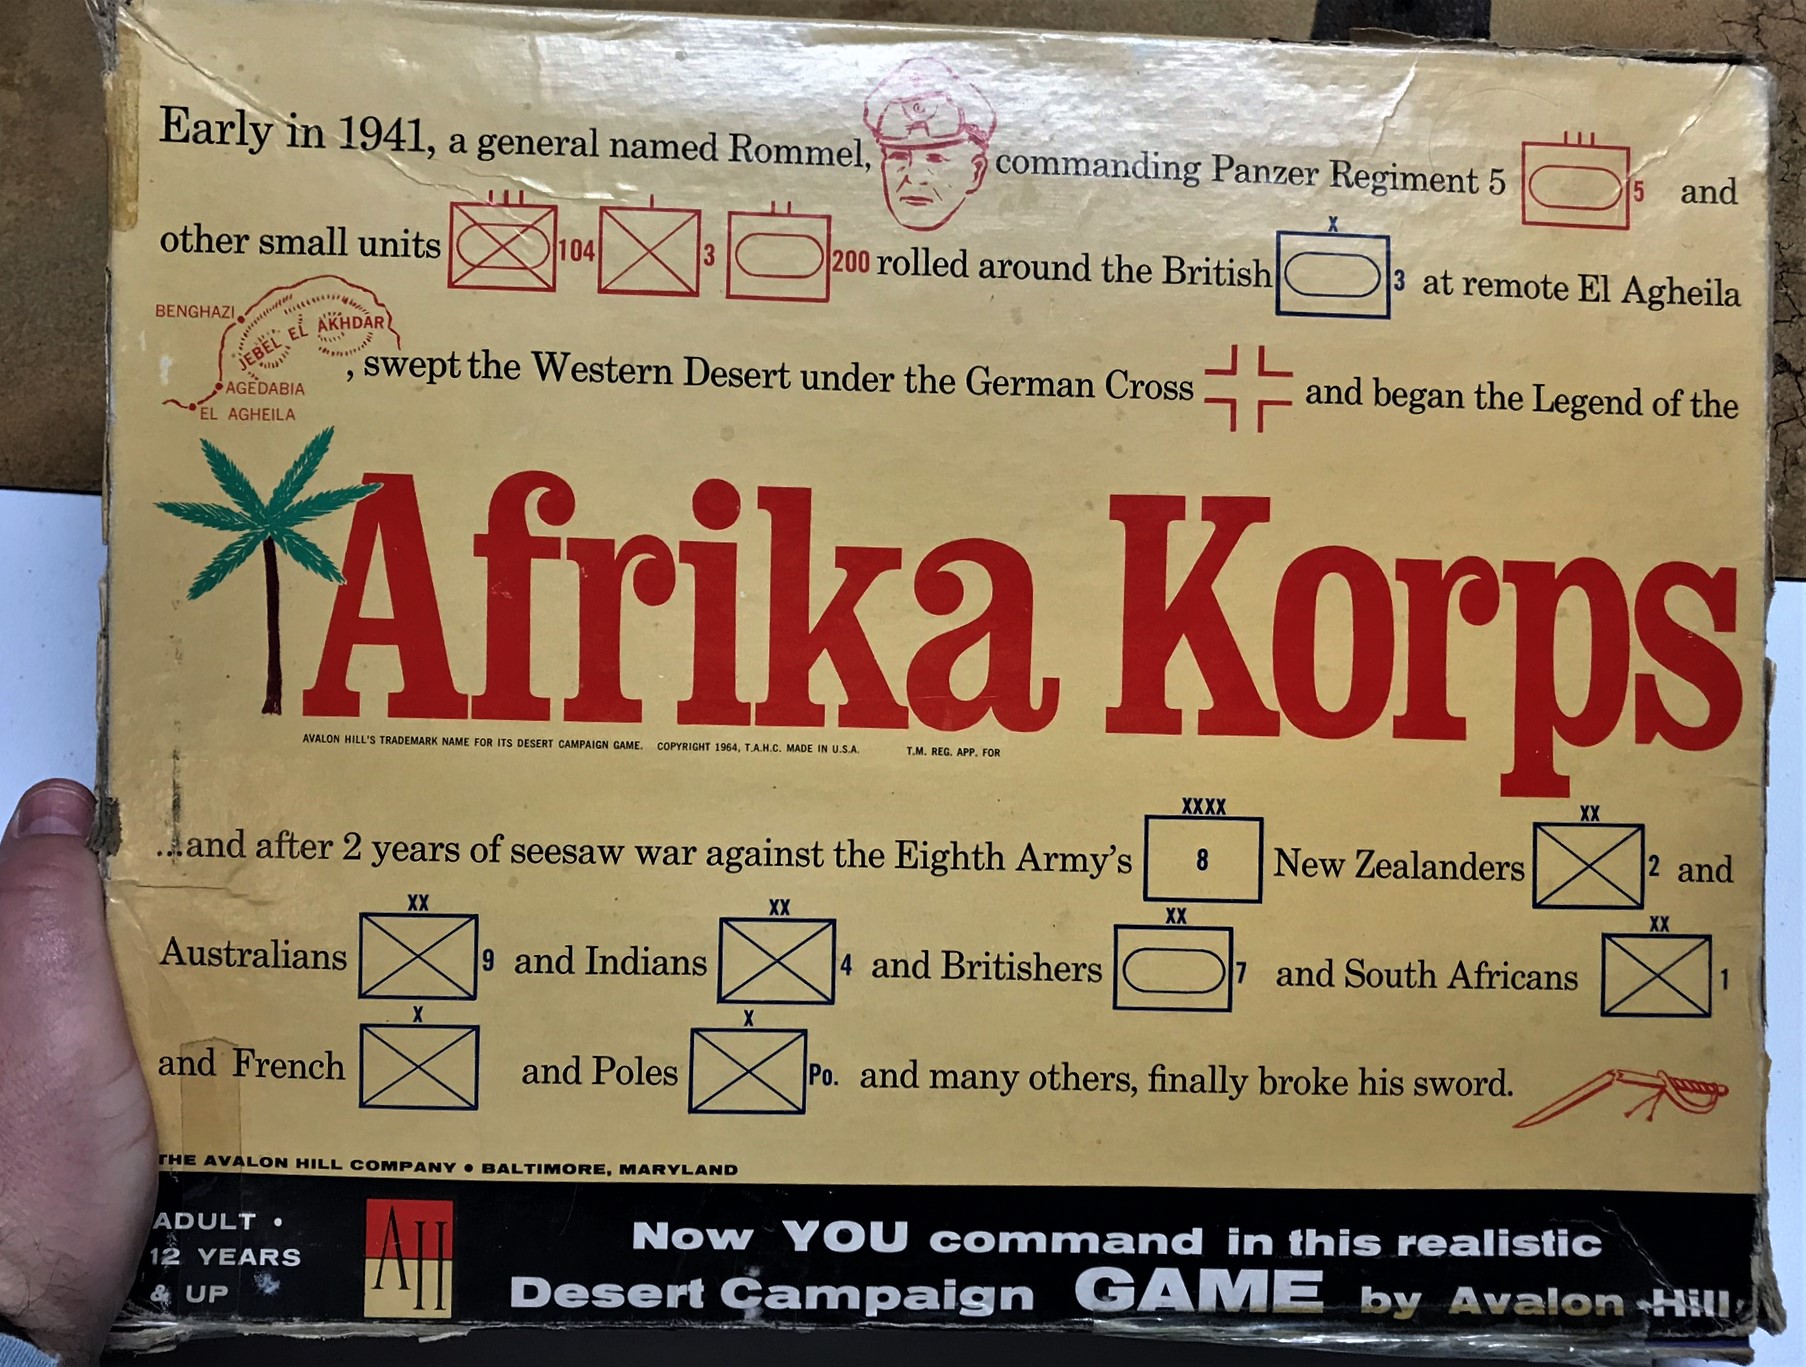 Early in 1941, a general named Rommel, commanding Panzer Regiment 5 III 5 and
other small units III 104 I 3 II 200 rolled around the British X 3 at remote El Agheila
BENGHAZI
JEBEL EL AKHDAR
AGEDABIA
EL AGHEILA
, swept the Western Desert under the German Cross and began the Legend of the
Afrika Korps
AVALON HILL'S TRADEMARK NAME FOR ITS DESERT CAMPAIGN GAME. COPYRIGHT 1964, T.A.H.C. MADE IN U.S.A. T.M. REG. APP. FOR
...and after 2 years of seesaw war against the Eighth Army's XXXX 8 New Zealanders XX 2 and
Australians XX 9 and Indians XX 4 and Britishers XX 7 and South Africans XX 1
and French X and Poles X Po. and many others, finally broke his sword.
THE AVALON HILL COMPANY • BALTIMORE, MARYLAND
ADULT •
12 YEARS
& UP
AH
Now YOU command in this realistic
Desert Campaign GAME by Avalon Hill